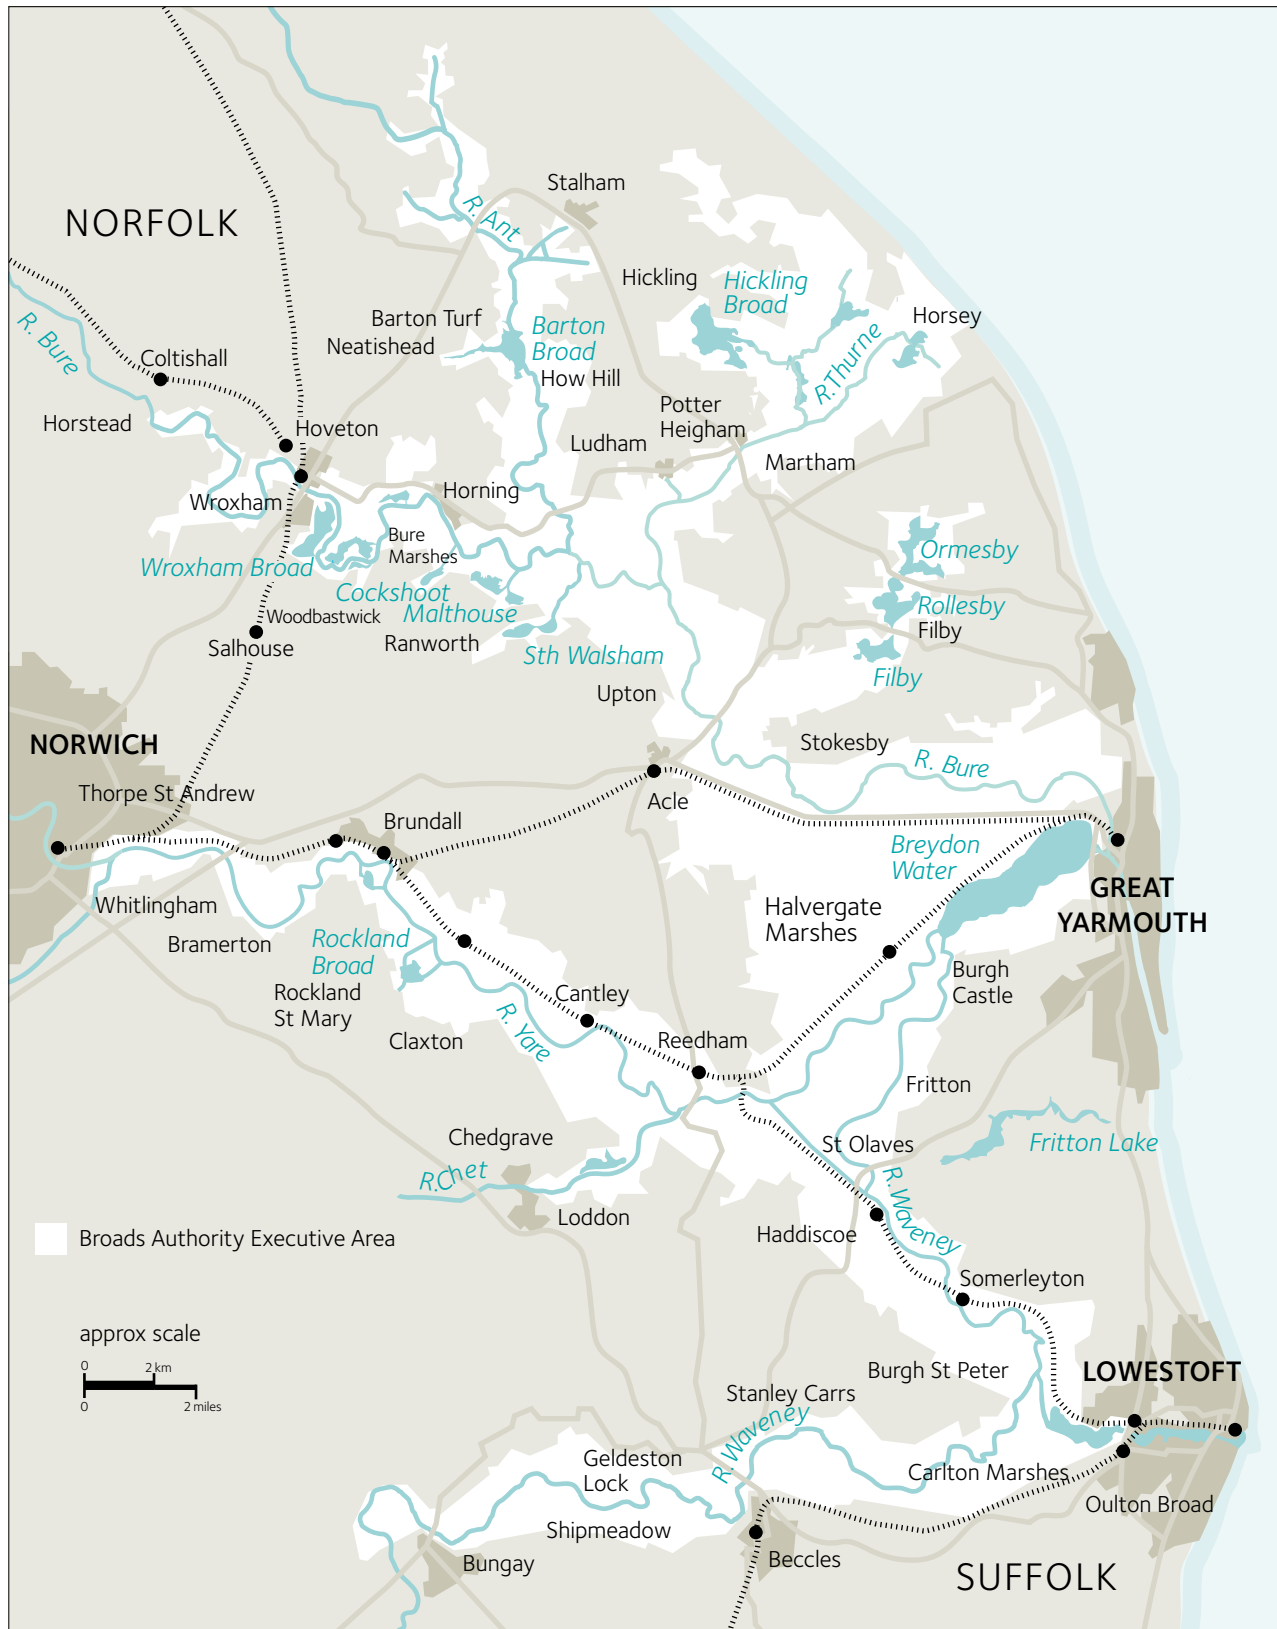 Stalham
NORFOLK
R. Ant
Hickling
Hickling
Broad
Horsey
Barton Turf
Neatishead
Barton
Broad
How Hill
R. Bure
Coltishall
R.Thurne
Potter
Heigham
Horstead
Hoveton
Ludham
Martham
Wroxham
Horning
Bure
Marshes
Ormesby
Wroxham Broad
Cockshoot
Malthouse
Woodbastwick
Rollesby
Filby
Salhouse
Ranworth
Sth Walsham
Filby
Upton
NORWICH
Stokesby
R. Bure
Thorpe St Andrew
Acle
Brundall
Breydon
Water
GREAT
YARMOUTH
Whitlingham
Halvergate
Marshes
Bramerton
Rockland
Broad
Burgh
Castle
Rockland
St Mary
Cantley
R. Yare
Claxton
Reedham
Fritton
Chedgrave
St Olaves
Fritton Lake
R.Chet
R. Waveney
Loddon
Haddiscoe
Broads Authority Executive Area
Somerleyton
approx scale
0
2 km
0
2 miles
Burgh St Peter
LOWESTOFT
Stanley Carrs
R. Waveney
Geldeston
Lock
Carlton Marshes
Oulton Broad
Shipmeadow
Bungay
Beccles
SUFFOLK